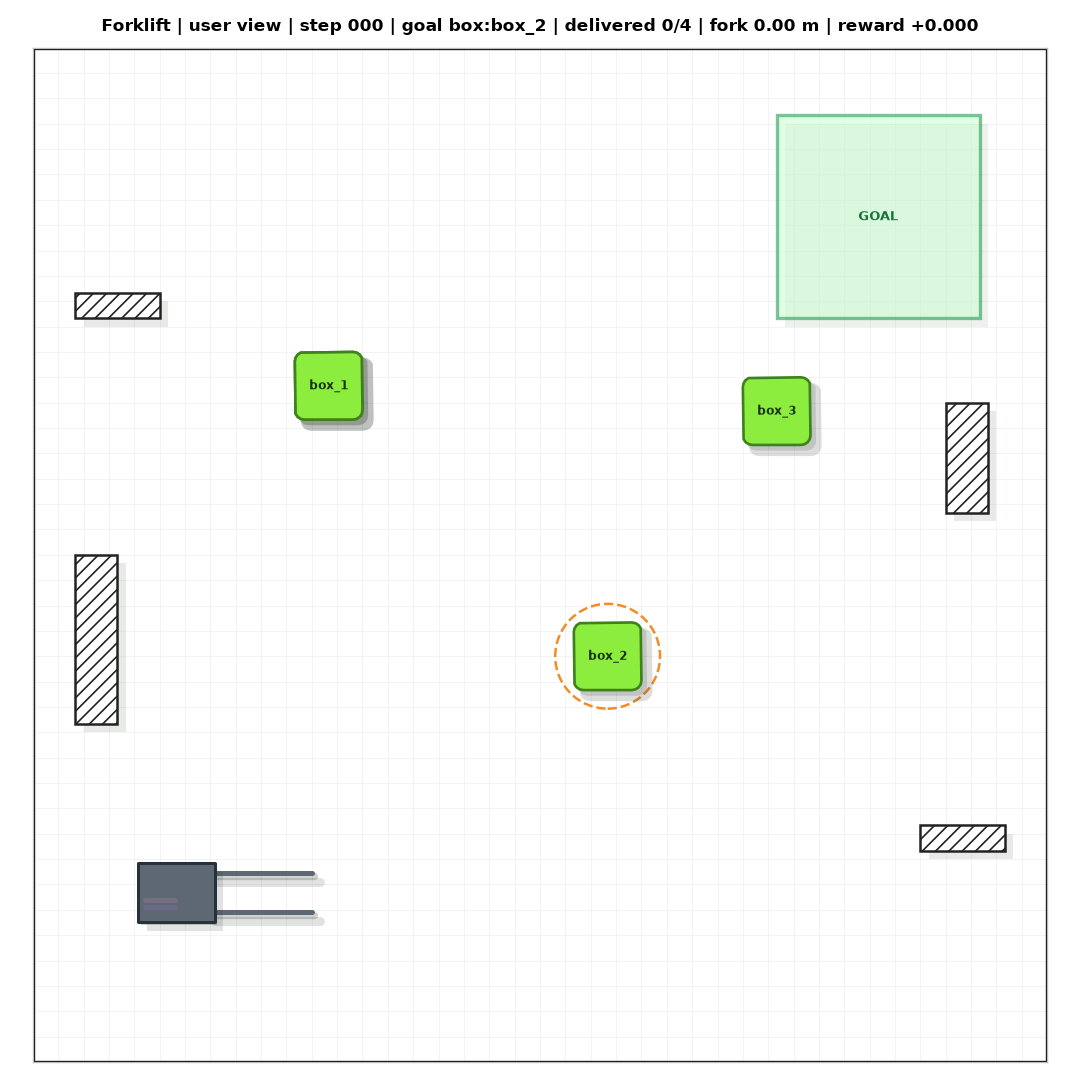 Forklift | user view | step 000 | goal box:box_2 | delivered 0/4 | fork 0.00 m | reward +0.000
GOAL
box_1
box_3
box_2